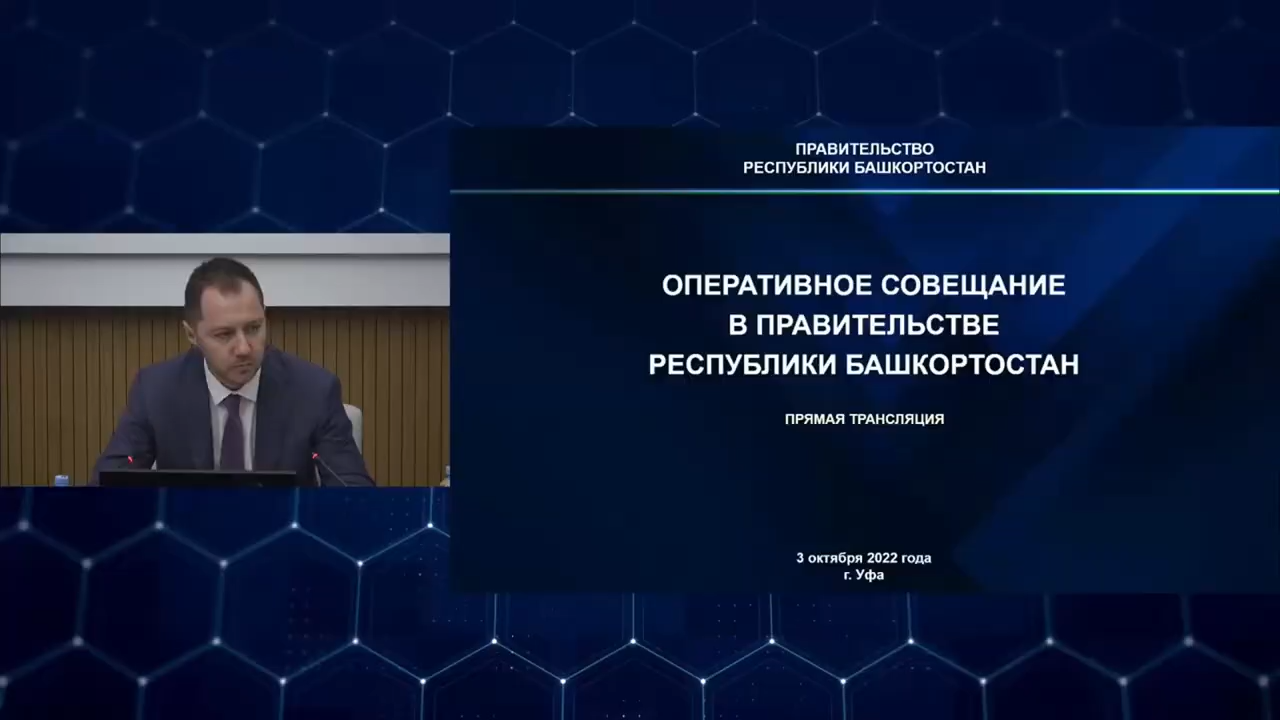 ПРАВИТЕЛЬСТВО
РЕСПУБЛИКИ БАШКОРТОСТАН
ОПЕРАТИВНОЕ СОВЕЩАНИЕ
В ПРАВИТЕЛЬСТВЕ
РЕСПУБЛИКИ БАШКОРТОСТАН
ПРЯМАЯ ТРАНСЛЯЦИЯ
3 октября 2022 года
г. Уфа